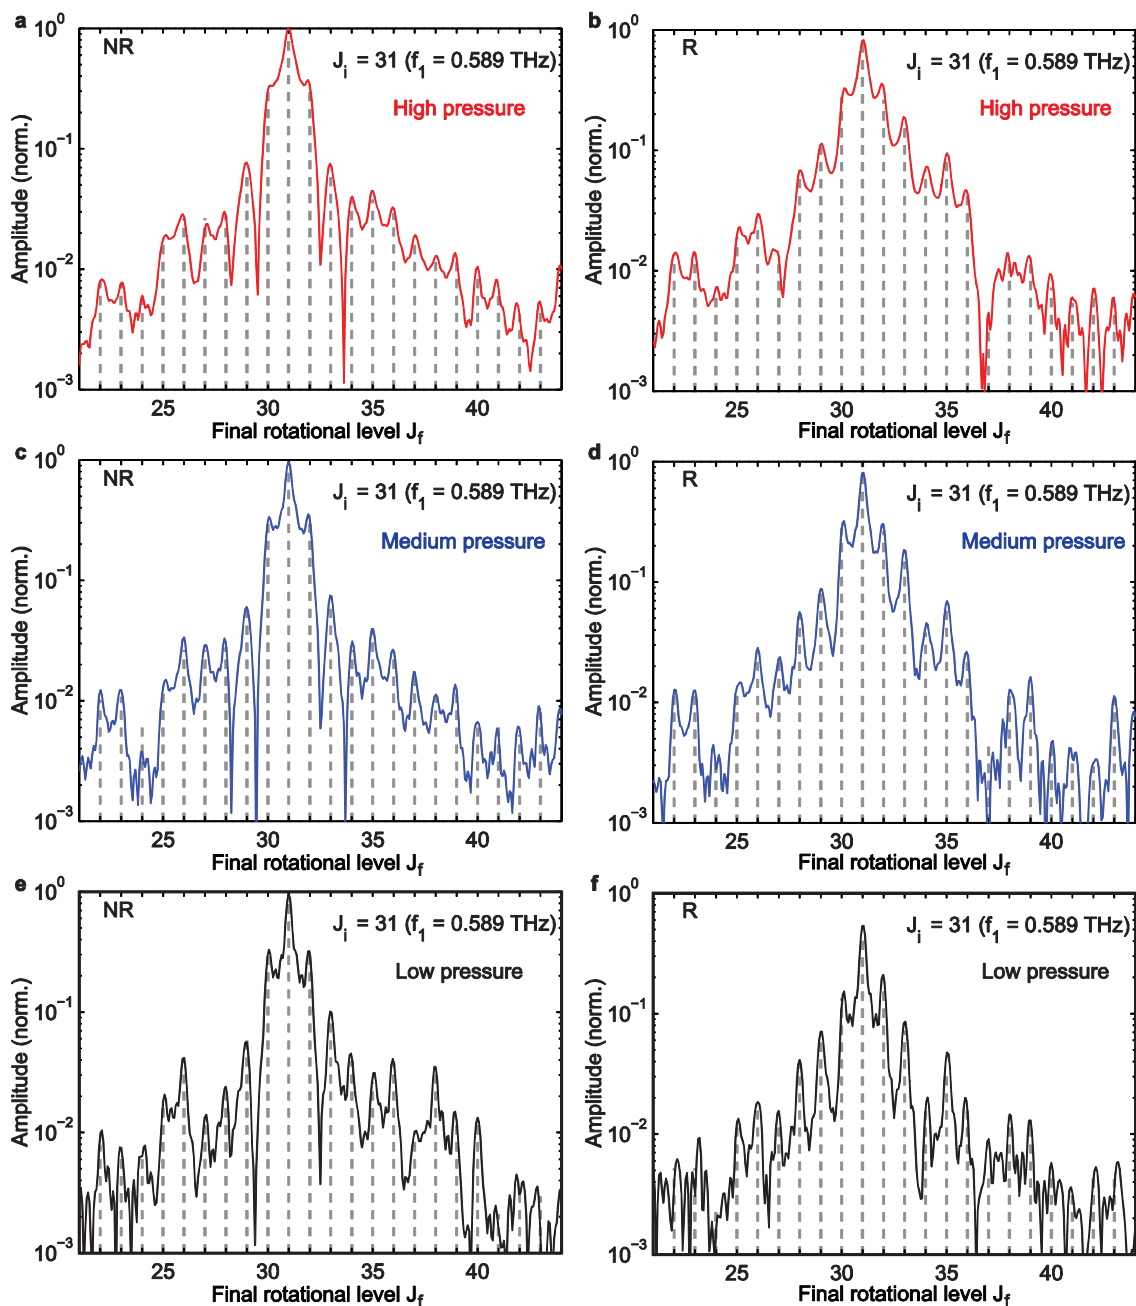 a
NR
J_i = 31 (f_1 = 0.589 THz)
High pressure
Amplitude (norm.)
10^0
10^−1
10^−2
10^−3
25 30 35 40
Final rotational level J_f
b
R
J_i = 31 (f_1 = 0.589 THz)
High pressure
Amplitude (norm.)
10^0
10^−1
10^−2
10^−3
25 30 35 40
Final rotational level J_f
c
NR
J_i = 31 (f_1 = 0.589 THz)
Medium pressure
Amplitude (norm.)
10^0
10^−1
10^−2
10^−3
25 30 35 40
Final rotational level J_f
d
R
J_i = 31 (f_1 = 0.589 THz)
Medium pressure
Amplitude (norm.)
10^0
10^−1
10^−2
10^−3
25 30 35 40
Final rotational level J_f
e
NR
J_i = 31 (f_1 = 0.589 THz)
Low pressure
Amplitude (norm.)
10^0
10^−1
10^−2
10^−3
25 30 35 40
Final rotational level J_f
f
R
J_i = 31 (f_1 = 0.589 THz)
Low pressure
Amplitude (norm.)
10^0
10^−1
10^−2
10^−3
25 30 35 40
Final rotational level J_f